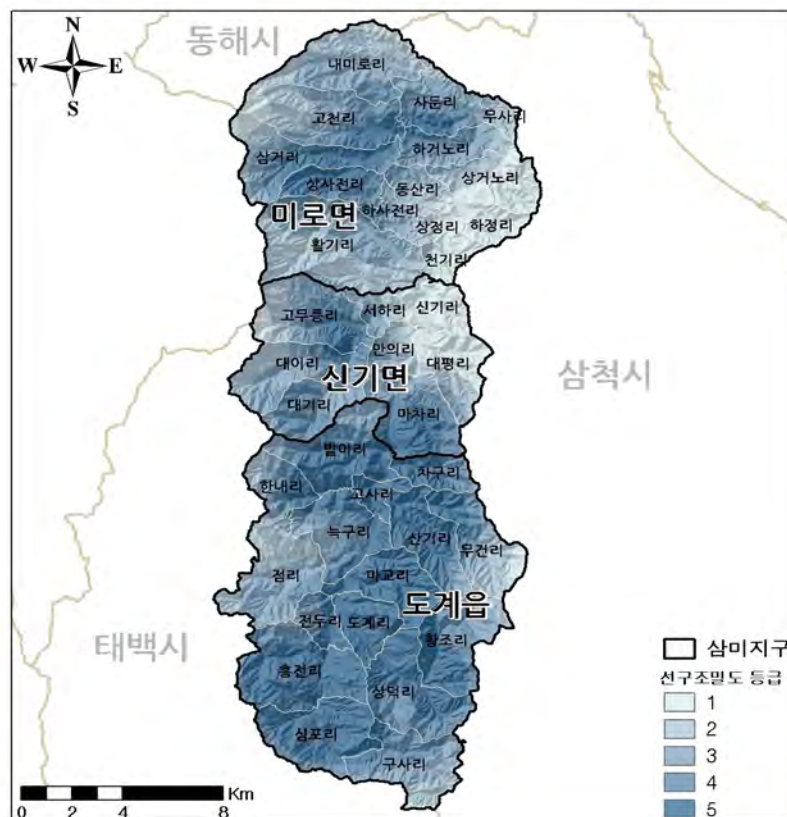 동해시
N
W E
S
내미로리
사둔리
무사리
고천리
하거노리
삼거리
상거노리
상사전리
동산리
하사전리
미로면
상정리
하정리
활기리
천기리
고무릉리
서하리
신기리
안의리
대이리
대평리
신기면
삼척시
대기리
마차리
발이리
차구리
한내리
고사리
늑구리
산기리
무건리
점리
마교리
도계읍
전두리
도계리
황조리
태백시
흥전리
상덕리
심포리
구사리
삼미지구
선구조밀도 등급
1
2
3
4
5
Km
0 2 4 8